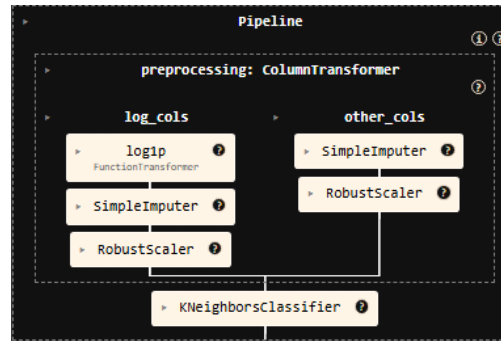 Pipeline
preprocessing: ColumnTransformer
log_cols
other_cols
log1p
FunctionTransformer
SimpleImputer
RobustScaler
SimpleImputer
RobustScaler
KNeighborsClassifier